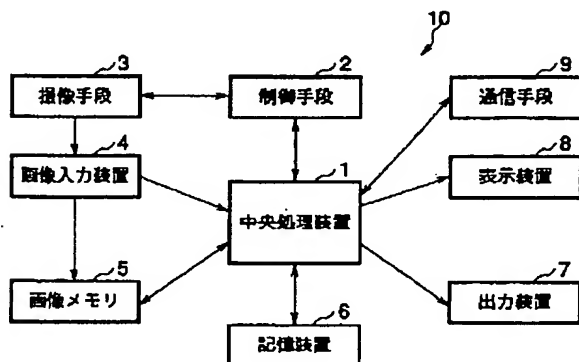 10
3
撮像手段
2
制御手段
9
通信手段
4
画像入力装置
1
中央処理装置
8
表示装置
5
画像メモリ
6
記憶装置
7
出力装置